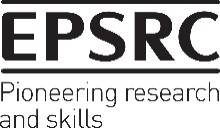 EPSRC
Pioneering research
and skills